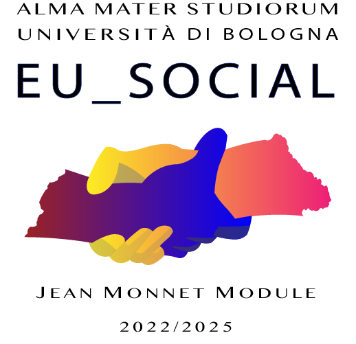 ALMA MATER STUDIORUM
UNIVERSITÀ DI BOLOGNA
EU_SOCIAL
JEAN MONNET MODULE
2022/2025